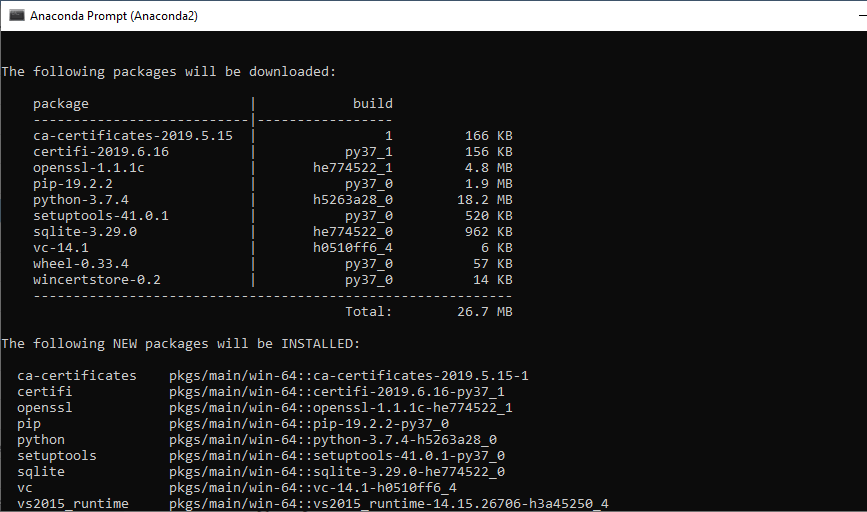 Anaconda Prompt (Anaconda2)
The following packages will be downloaded:
package | build
---------------------------|-----------------
ca-certificates-2019.5.15 | 1 166 KB
certifi-2019.6.16 | py37_1 156 KB
openssl-1.1.1c | he774522_1 4.8 MB
pip-19.2.2 | py37_0 1.9 MB
python-3.7.4 | h5263a28_0 18.2 MB
setuptools-41.0.1 | py37_0 520 KB
sqlite-3.29.0 | he774522_0 962 KB
vc-14.1 | h0510ff6_4 6 KB
wheel-0.33.4 | py37_0 57 KB
wincertstore-0.2 | py37_0 14 KB
------------------------------------------------------------
Total: 26.7 MB
The following NEW packages will be INSTALLED:
ca-certificates pkgs/main/win-64::ca-certificates-2019.5.15-1
certifi pkgs/main/win-64::certifi-2019.6.16-py37_1
openssl pkgs/main/win-64::openssl-1.1.1c-he774522_1
pip pkgs/main/win-64::pip-19.2.2-py37_0
python pkgs/main/win-64::python-3.7.4-h5263a28_0
setuptools pkgs/main/win-64::setuptools-41.0.1-py37_0
sqlite pkgs/main/win-64::sqlite-3.29.0-he774522_0
vc pkgs/main/win-64::vc-14.1-h0510ff6_4
vs2015_runtime pkgs/main/win-64::vs2015_runtime-14.15.26706-h3a45250_4